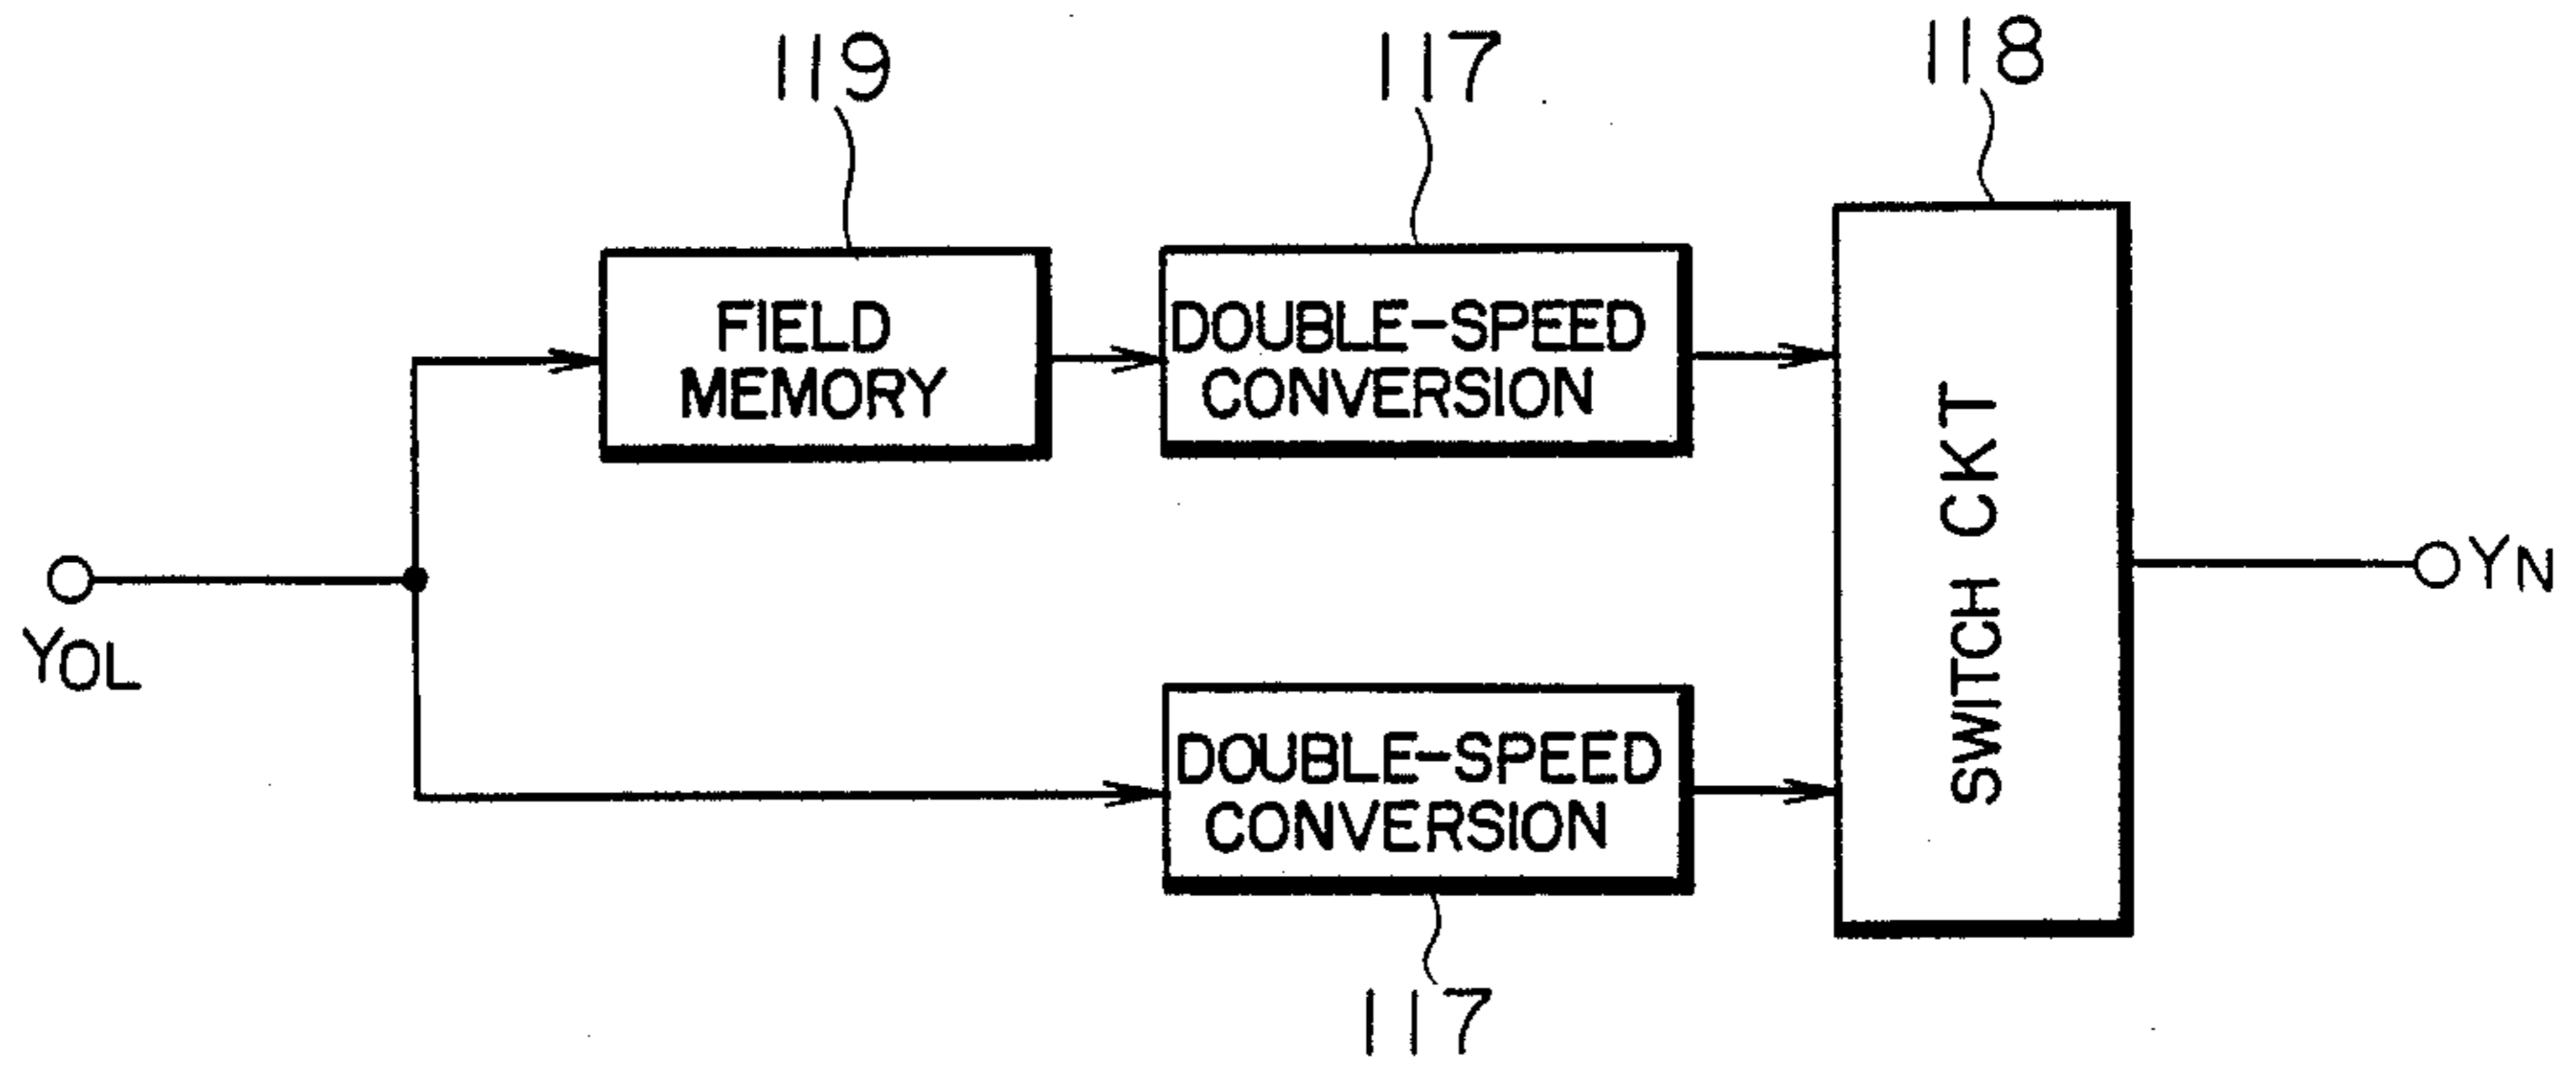 119
117
118
FIELD
MEMORY
DOUBLE-SPEED
CONVERSION
SWITCH CKT
YOL
YN
DOUBLE-SPEED
CONVERSION
117